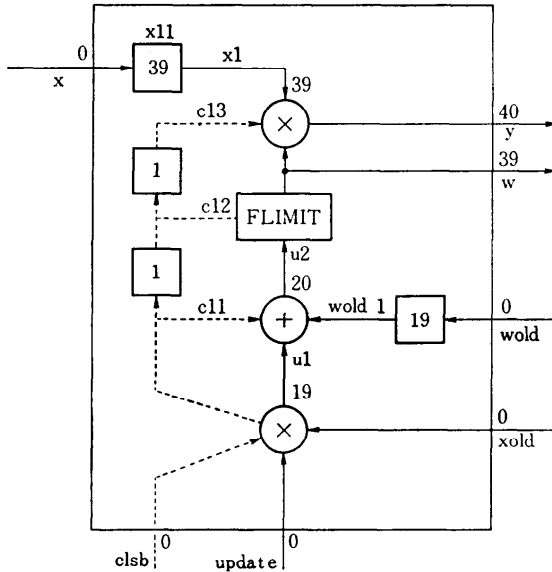 x11
0
x
39
x1
39
c13
×
40
y
39
w
1
c12
FLIMIT
u2
1
20
c11
+
wold 1
19
0
wold
u1
19
×
0
xold
clsb
0
update
0